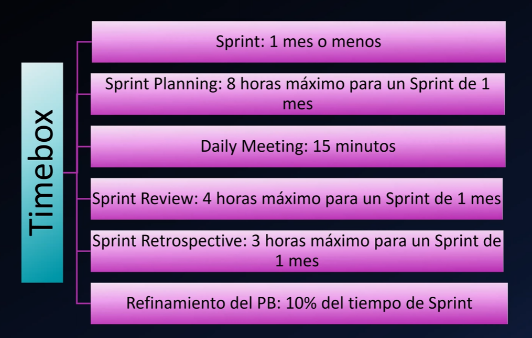 Timebox
Sprint: 1 mes o menos
Sprint Planning: 8 horas máximo para un Sprint de 1
mes
Daily Meeting: 15 minutos
Sprint Review: 4 horas máximo para un Sprint de 1 mes
Sprint Retrospective: 3 horas máximo para un Sprint de
1 mes
Refinamiento del PB: 10% del tiempo de Sprint